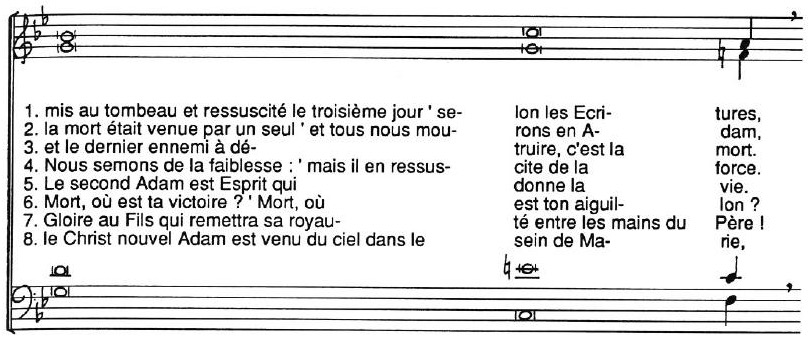 1. mis au tombeau et ressuscité le troisième jour ' se- lon les Ecri- tures,
2. la mort était venue par un seul ' et tous nous mou- rons en A- dam,
3. et le dernier ennemi à dé- truire, c'est la mort.
4. Nous semons de la faiblesse : ' mais il en ressus- cite de la force.
5. Le second Adam est Esprit qui donne la vie.
6. Mort, où est ta victoire ? ' Mort, où est ton aiguil- lon ?
7. Gloire au Fils qui remettra sa royau- té entre les mains du Père !
8. le Christ nouvel Adam est venu du ciel dans le sein de Ma- rie,